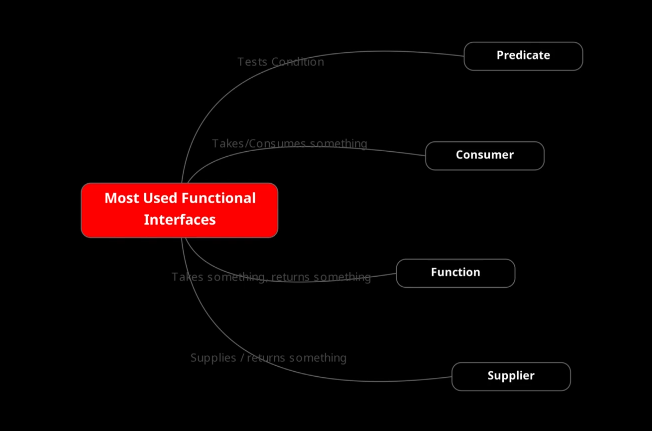 Tests Condition
Predicate
Takes/Consumes something
Consumer
Most Used Functional
Interfaces
Takes something, returns something
Function
Supplies / returns something
Supplier